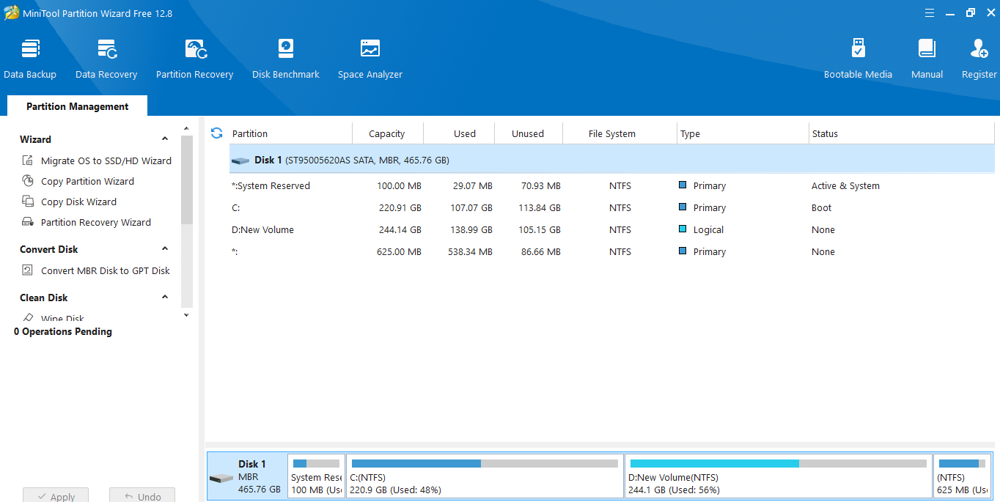 MiniTool Partition Wizard Free 12.8
Data Backup Data Recovery Partition Recovery Disk Benchmark Space Analyzer Bootable Media Manual Register
Partition Management
Wizard
Migrate OS to SSD/HD Wizard
Copy Partition Wizard
Copy Disk Wizard
Partition Recovery Wizard
Convert Disk
Convert MBR Disk to GPT Disk
Clean Disk
Wipe Disk
0 Operations Pending
Apply Undo
Partition Capacity Used Unused File System Type Status
Disk 1 (ST95005620AS SATA, MBR, 465.76 GB)
*:System Reserved 100.00 MB 29.07 MB 70.93 MB NTFS Primary Active & System
C: 220.91 GB 107.07 GB 113.84 GB NTFS Primary Boot
D:New Volume 244.14 GB 138.99 GB 105.15 GB NTFS Logical None
*: 625.00 MB 538.34 MB 86.66 MB NTFS Primary None
Disk 1
MBR
465.76 GB
System Rese
100 MB (Us
C:(NTFS)
220.9 GB (Used: 48%)
D:New Volume(NTFS)
244.1 GB (Used: 56%)
(NTFS)
625 MB (Us